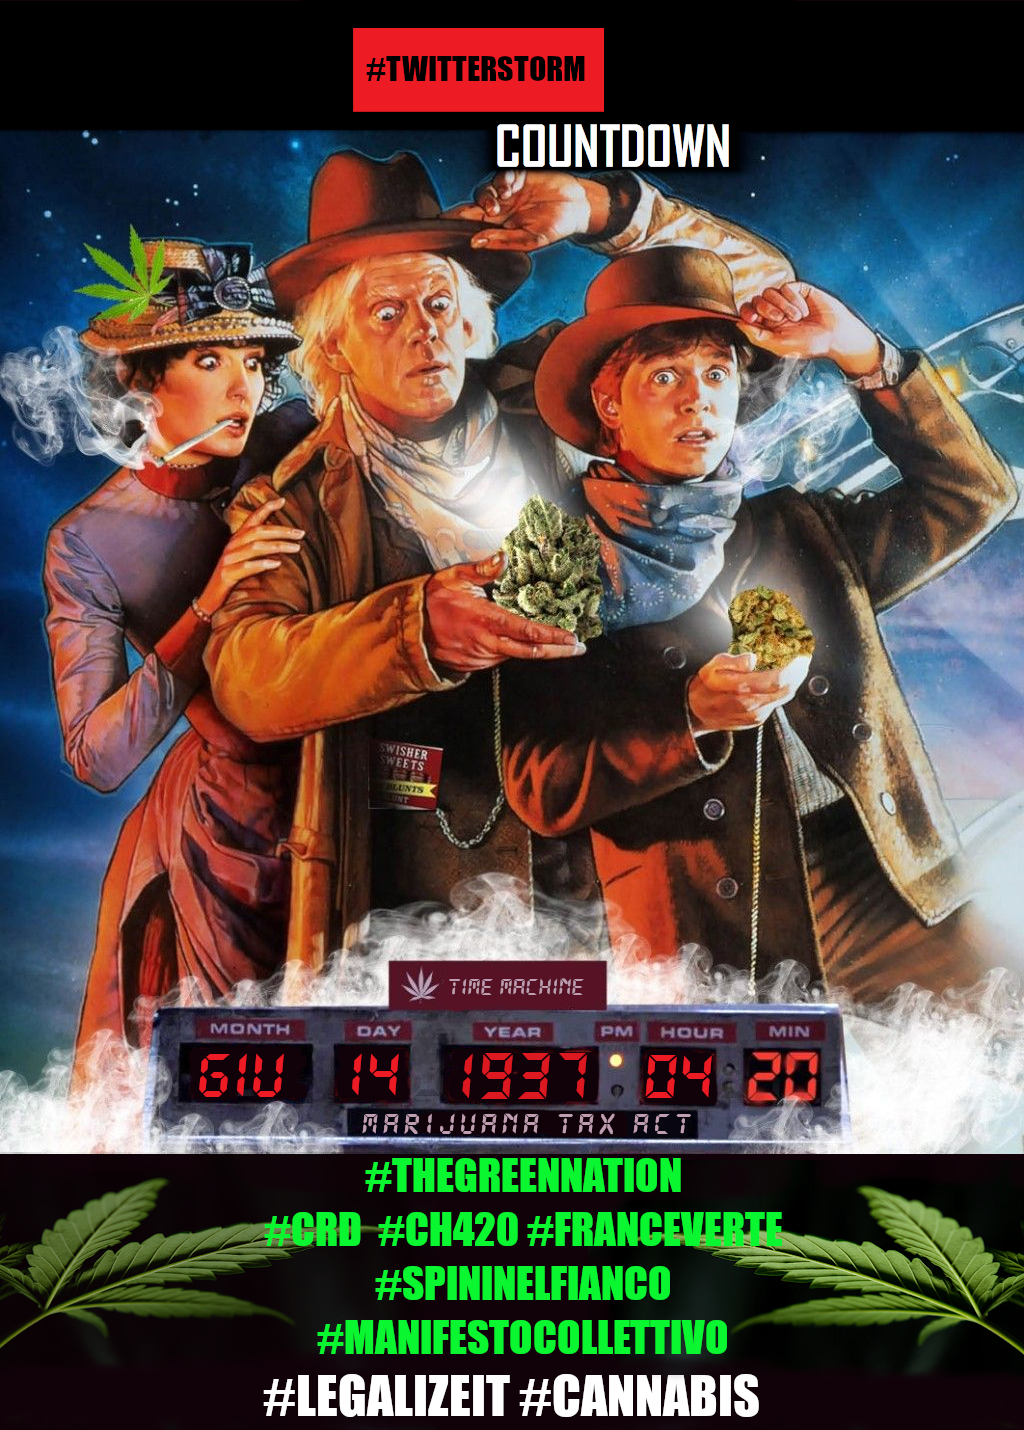 #TWITTERSTORM
COUNTDOWN
SWISHER
SWEETS
BLUNTS
TIME MACHINE
MONTH DAY YEAR PM HOUR MIN
GIU 14 1937 04 20
MARIJUANA TAX ACT
#THEGREENNATION
#CRD #CH420 #FRANCEVERTE
#SPININELFIANCO
#MANIFESTOCOLLETTIVO
#LEGALIZEIT #CANNABIS